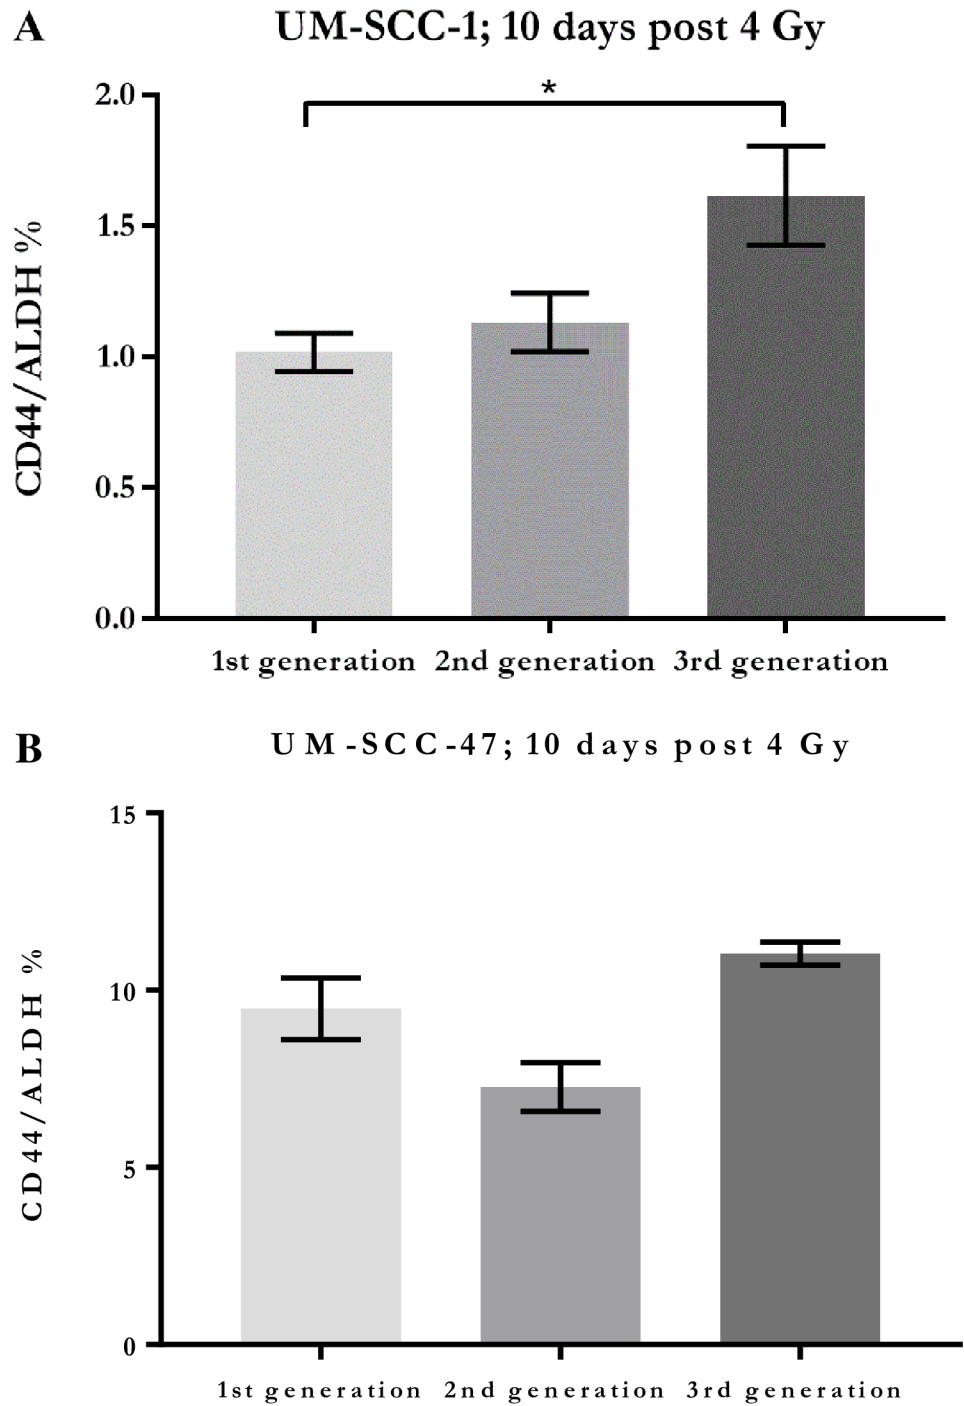 A
UM-SCC-1; 10 days post 4 Gy
*
2.0
1.5
1.0
0.5
0.0
CD44/ALDH %
1st generation 2nd generation 3rd generation
B
UM-SCC-47; 10 days post 4 Gy
15
10
5
0
CD44/ALDH %
1st generation 2nd generation 3rd generation